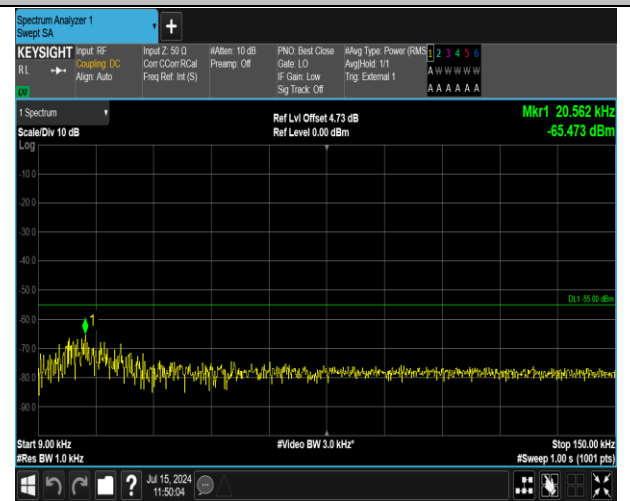 Spectrum Analyzer 1
Swept SA
+
KEYSIGHT Input: RF Input Z: 50 Ω #Atten: 10 dB PNO: Best Close #Avg Type: Power (RMS 1 2 3 4 5 6
RL Coupling: DC Corr CCorr RCal Preamp: Off Gate: LO Avg|Hold: 1/1 A W W W W W
Align: Auto Freq Ref: Int (S) IF Gain: Low Trig: External 1
Sig Track: Off A A A A A A
LXI
1 Spectrum Ref Lvl Offset 4.73 dB Mkr1 20.562 kHz
Scale/Div 10 dB Ref Level 0.00 dBm -65.473 dBm
Log
-10.0
-20.0
-30.0
-40.0
-50.0
DL1 -55.00 dBm
-60.0
1
-70.0
-80.0
-90.0
Start 9.00 kHz #Video BW 3.0 kHz* Stop 150.00 kHz
#Res BW 1.0 kHz #Sweep 1.00 s (1001 pts)
? Jul 15, 2024
11:50:04